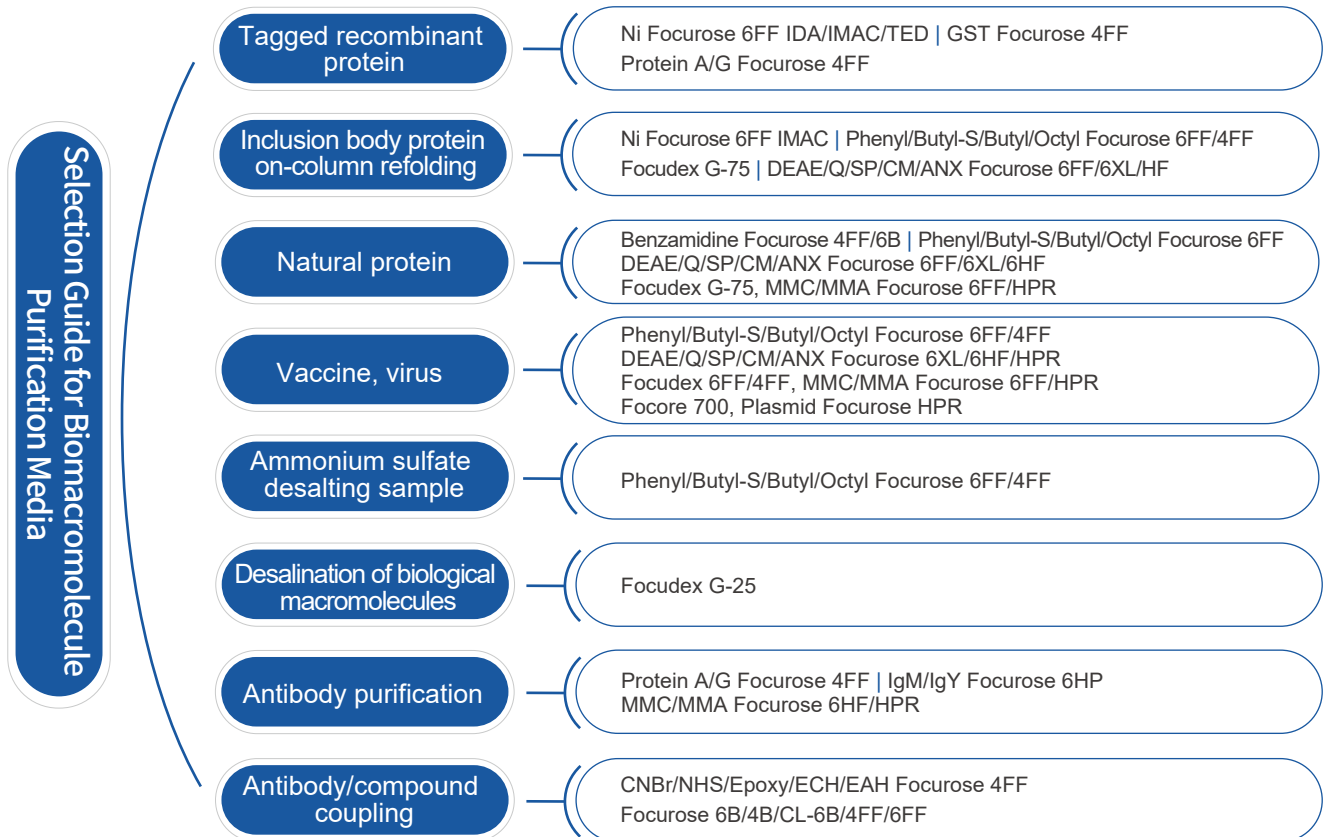 Selection Guide for Biomacromolecule
Purification Media
Tagged recombinant
protein
Ni Focurose 6FF IDA/IMAC/TED | GST Focurose 4FF
Protein A/G Focurose 4FF
Inclusion body protein
on-column refolding
Ni Focurose 6FF IMAC | Phenyl/Butyl-S/Butyl/Octyl Focurose 6FF/4FF
Focudex G-75 | DEAE/Q/SP/CM/ANX Focurose 6FF/6XL/HF
Natural protein
Benzamidine Focurose 4FF/6B | Phenyl/Butyl-S/Butyl/Octyl Focurose 6FF
DEAE/Q/SP/CM/ANX Focurose 6FF/6XL/6HF
Focudex G-75, MMC/MMA Focurose 6FF/HPR
Vaccine, virus
Phenyl/Butyl-S/Butyl/Octyl Focurose 6FF/4FF
DEAE/Q/SP/CM/ANX Focurose 6XL/6HF/HPR
Focudex 6FF/4FF, MMC/MMA Focurose 6FF/HPR
Focore 700, Plasmid Focurose HPR
Ammonium sulfate
desalting sample
Phenyl/Butyl-S/Butyl/Octyl Focurose 6FF/4FF
Desalination of biological
macromolecules
Focudex G-25
Antibody purification
Protein A/G Focurose 4FF | IgM/IgY Focurose 6HP
MMC/MMA Focurose 6HF/HPR
Antibody/compound
coupling
CNBr/NHS/Epoxy/ECH/EAH Focurose 4FF
Focurose 6B/4B/CL-6B/4FF/6FF